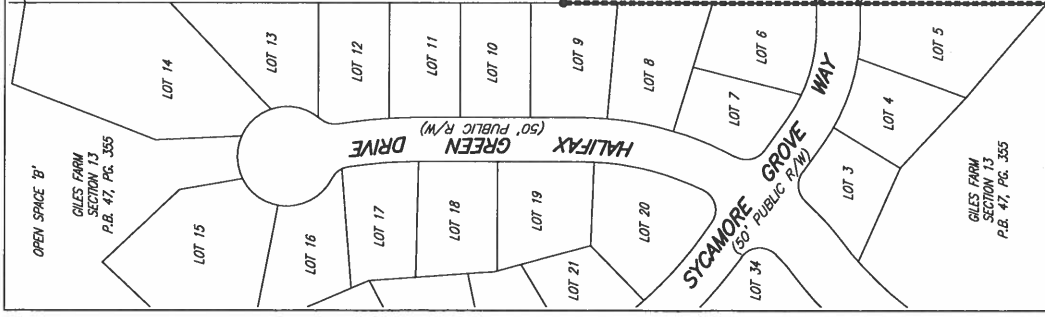 OPEN SPACE 'B'
GILES FARM
SECTION 13
P.B. 47, PG. 355
LOT 14
LOT 13
LOT 12
LOT 11
LOT 10
LOT 9
LOT 8
LOT 7
LOT 6
LOT 5
LOT 4
LOT 3
HALIFAX GREEN DRIVE
(50' PUBLIC R/W)
SYCAMORE GROVE WAY
(50' PUBLIC R/W)
LOT 15
LOT 16
LOT 17
LOT 18
LOT 19
LOT 20
LOT 21
LOT 34
GILES FARM
SECTION 13
P.B. 47, PG. 355